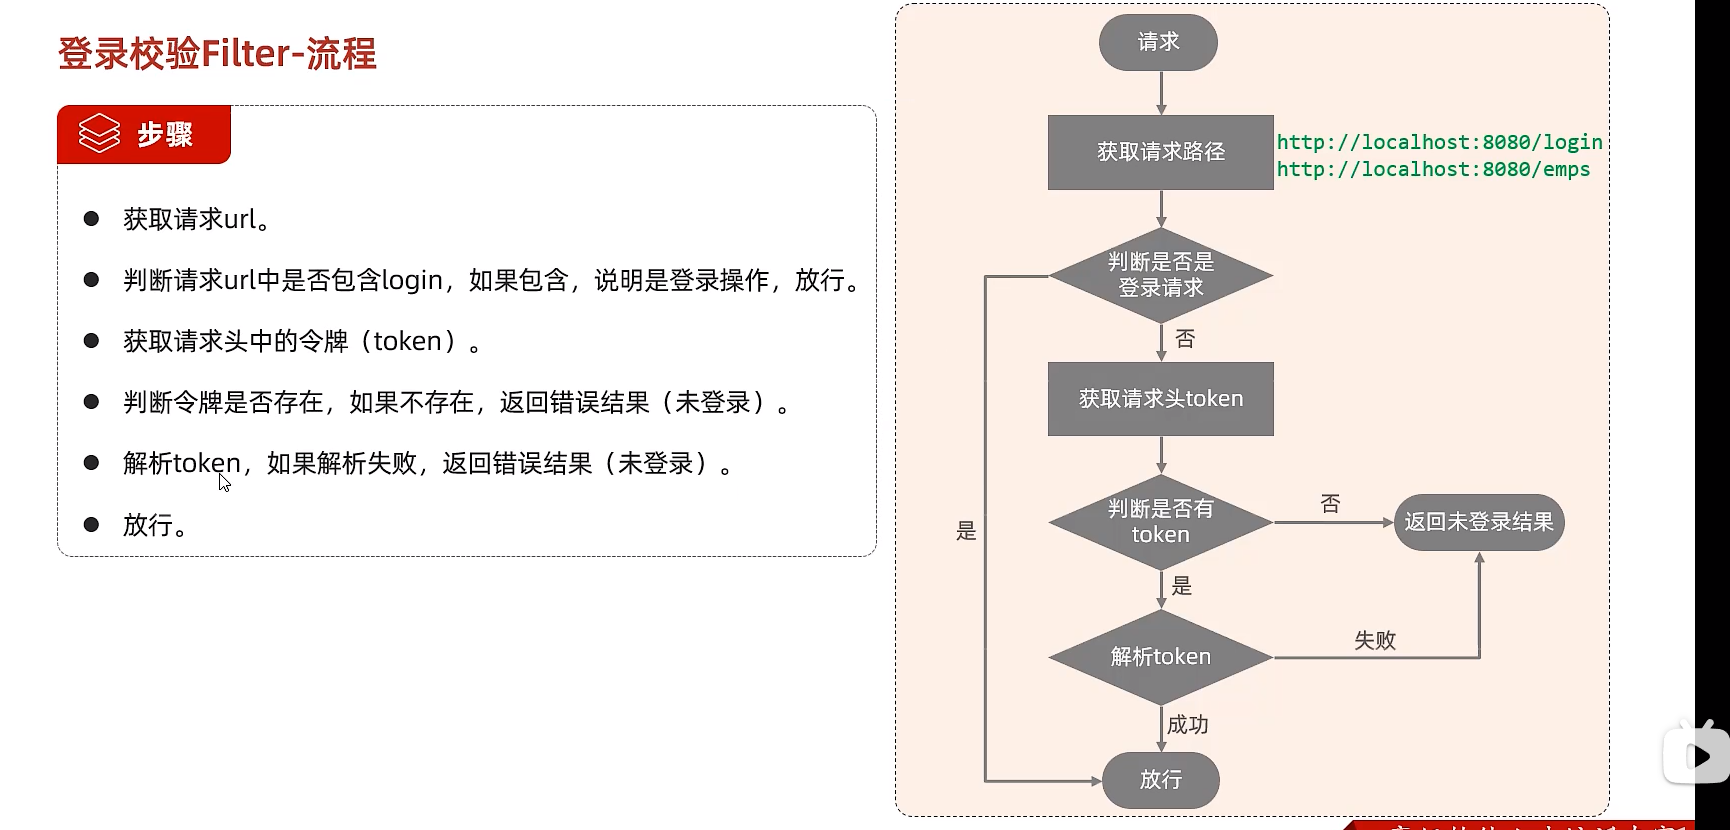 登录校验Filter-流程
步骤
获取请求url。
判断请求url中是否包含login，如果包含，说明是登录操作，放行。
获取请求头中的令牌（token）。
判断令牌是否存在，如果不存在，返回错误结果（未登录）。
解析token，如果解析失败，返回错误结果（未登录）。
放行。
请求
获取请求路径
http://localhost:8080/login
http://localhost:8080/emps
判断是否是
登录请求
否
获取请求头token
判断是否有
token
否
返回未登录结果
是
是
解析token
失败
成功
放行